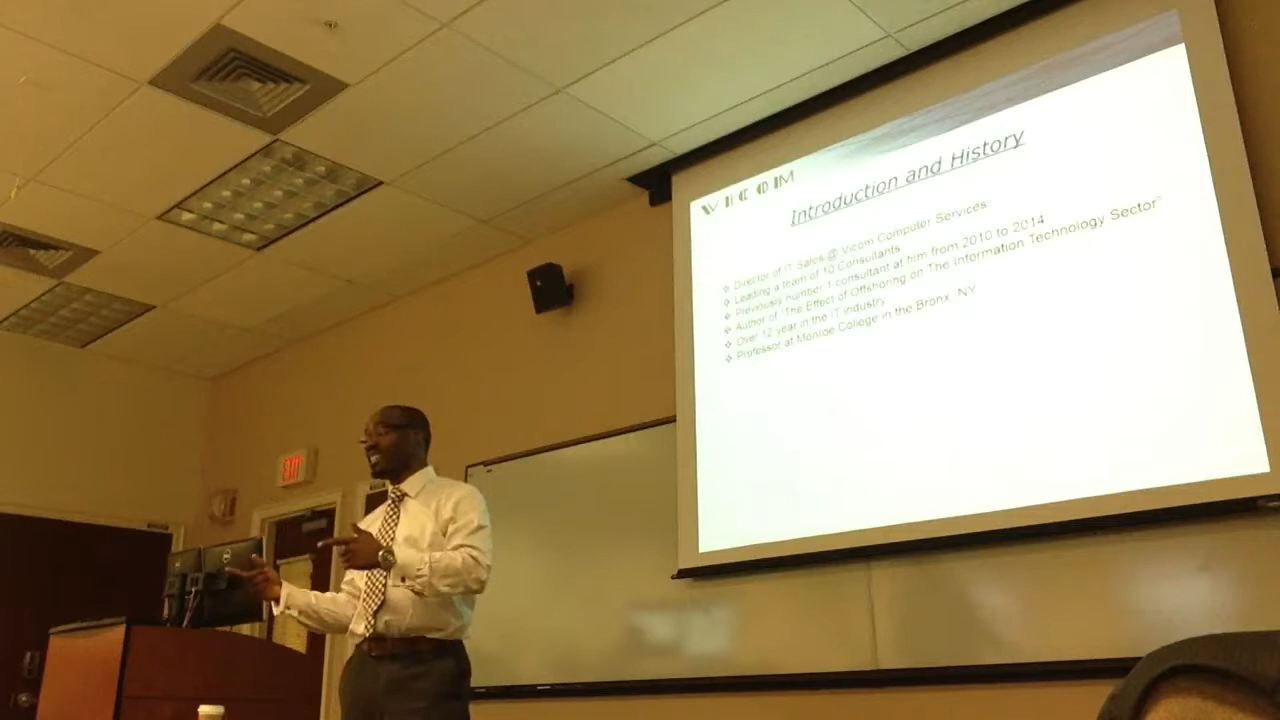 VICOM
Introduction and History
Director of IT Sales @ Vicom Computer Services
Leading a team of 10 Consultants
Previously number 1 consultant at firm from 2010 to 2014
Author of "The Effect of Offshoring on The Information Technology Sector"
Over 12 year in the IT industry
Professor at Monroe College in the Bronx, NY
EXIT
DELL